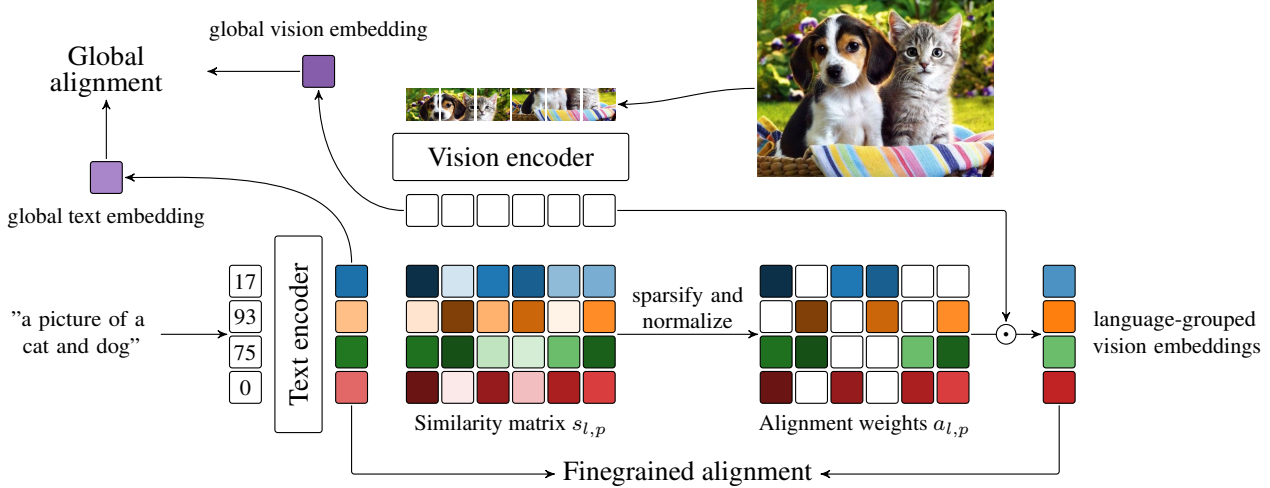 global vision embedding
Global
alignment
Vision encoder
global text embedding
17
93
75
0
Text encoder
"a picture of a
cat and dog"
sparsify and
normalize
language-grouped
vision embeddings
Similarity matrix s_{l,p}
Alignment weights a_{l,p}
Finegrained alignment